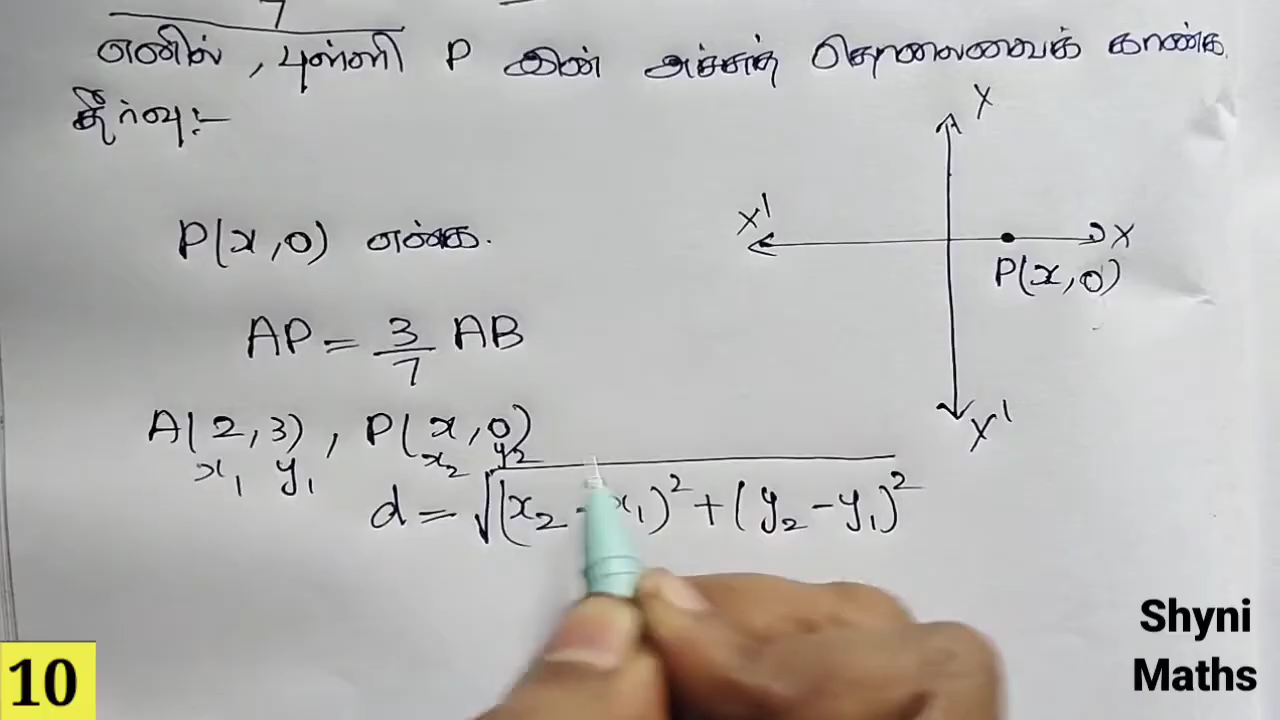 7
எனில், புள்ளி P இன் அச்சுத் தொலைவைக் காண்க.
தீர்வு:-
P(x,0) என்க.
AP = 3/7 AB
A(2,3), P(x,0)
x₁ y₁ x₂ y₂
d = √(x₂ - x₁)² + (y₂ - y₁)²
Y
X' X
P(x,0)
Y'
10
Shyni
Maths